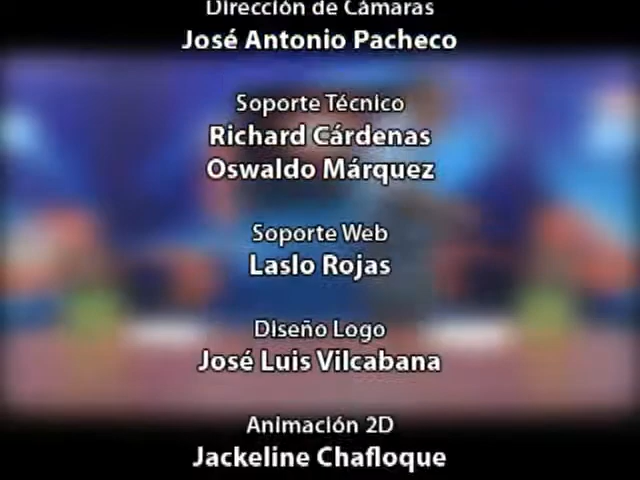 Dirección de Cámaras
José Antonio Pacheco
Soporte Técnico
Richard Cárdenas
Oswaldo Márquez
Soporte Web
Laslo Rojas
Diseño Logo
José Luis Vilcabana
Animación 2D
Jackeline Chafloque